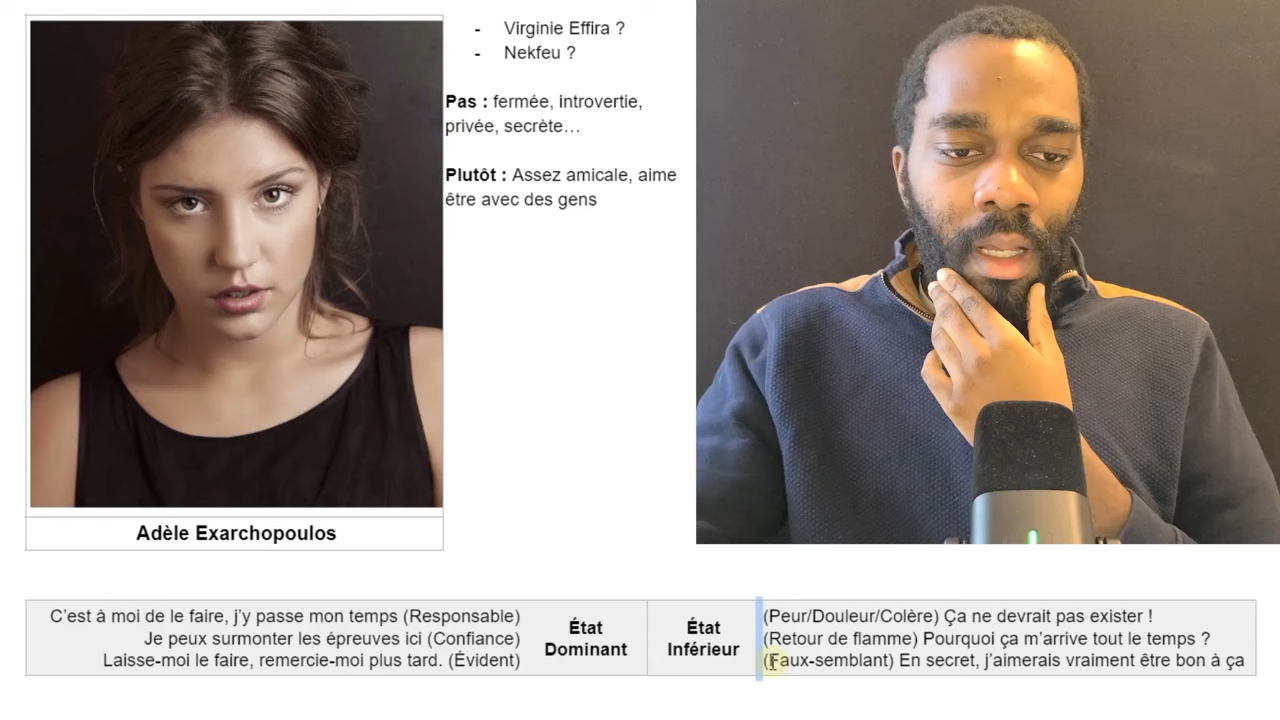 - Virginie Effira ?
- Nekfeu ?
Pas : fermée, introvertie,
privée, secrète…
Plutôt : Assez amicale, aime
être avec des gens
Adèle Exarchopoulos
C’est à moi de le faire, j’y passe mon temps (Responsable)
Je peux surmonter les épreuves ici (Confiance)
Laisse-moi le faire, remercie-moi plus tard. (Évident)
État
Dominant
État
Inférieur
(Peur/Douleur/Colère) Ça ne devrait pas exister !
(Retour de flamme) Pourquoi ça m’arrive tout le temps ?
(Faux-semblant) En secret, j’aimerais vraiment être bon à ça